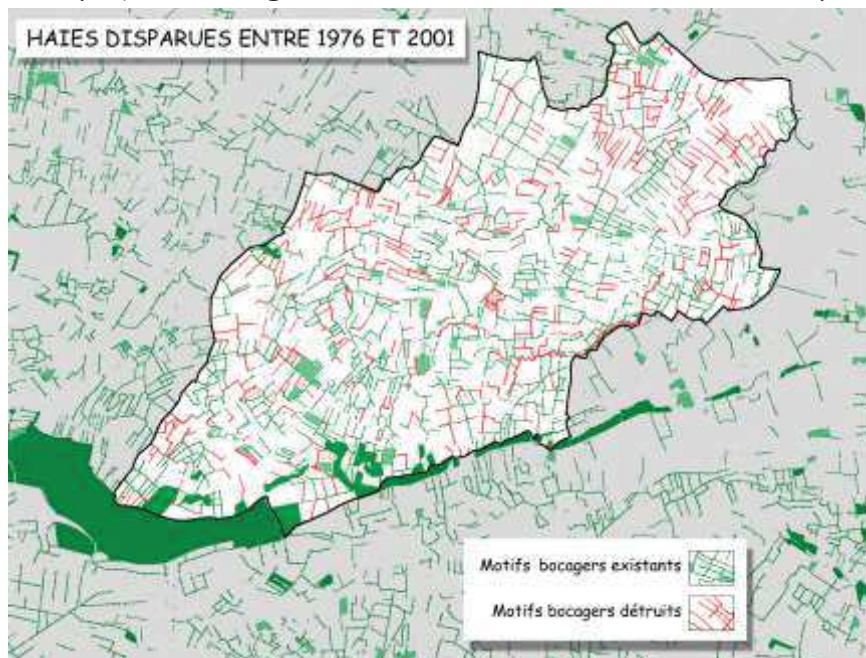 HAIES DISPARUES ENTRE 1976 ET 2001
Motifs bocagers existants
Motifs bocagers détruits